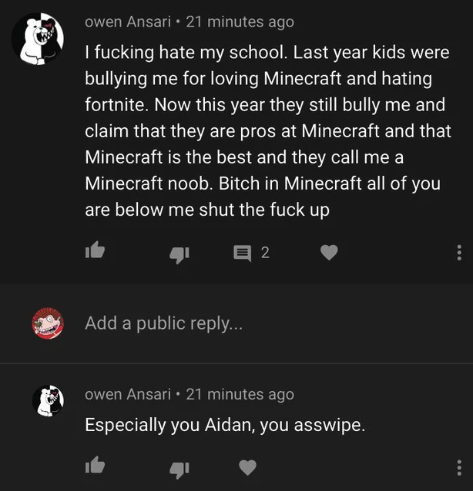 owen Ansari • 21 minutes ago
I fucking hate my school. Last year kids were
bullying me for loving Minecraft and hating
fortnite. Now this year they still bully me and
claim that they are pros at Minecraft and that
Minecraft is the best and they call me a
Minecraft noob. Bitch in Minecraft all of you
are below me shut the fuck up
2
Add a public reply...
owen Ansari • 21 minutes ago
Especially you Aidan, you asswipe.